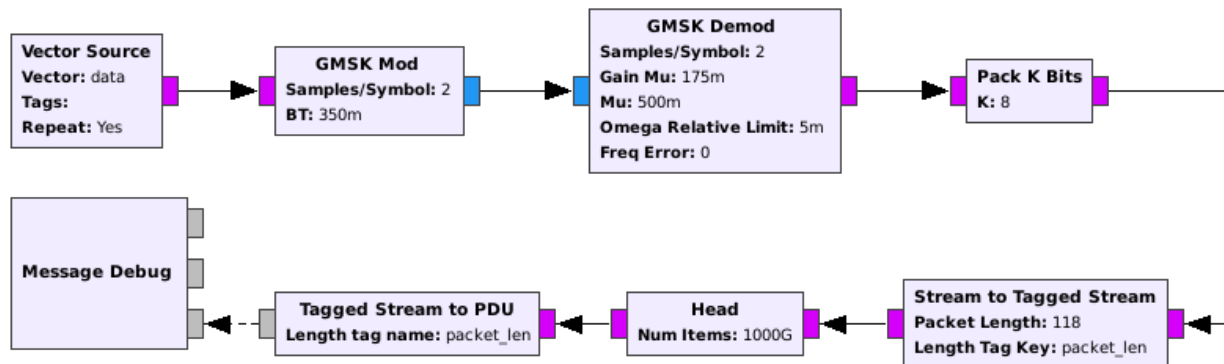 Vector Source
Vector: data
Tags:
Repeat: Yes
GMSK Mod
Samples/Symbol: 2
BT: 350m
GMSK Demod
Samples/Symbol: 2
Gain Mu: 175m
Mu: 500m
Omega Relative Limit: 5m
Freq Error: 0
Pack K Bits
K: 8
Message Debug
Tagged Stream to PDU
Length tag name: packet_len
Head
Num Items: 1000G
Stream to Tagged Stream
Packet Length: 118
Length Tag Key: packet_len